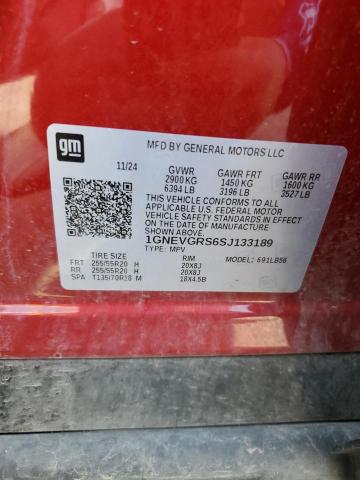 gm
MFD BY GENERAL MOTORS LLC
11/24 GVWR GAWR FRT GAWR RR
2900 KG 1450 KG 1600 KG
6394 LB 3196 LB 3527 LB
THIS VEHICLE CONFORMS TO ALL
APPLICABLE U.S. FEDERAL MOTOR
VEHICLE SAFETY AND THEFT PREVENTION
STANDARDS IN EFFECT ON THE DATE OF
MANUFACTURE SHOWN ABOVE.
1GNEVGRS6SJ133189
TYPE: MPV MODEL: 691LB56
TIRE SIZE RIM
FRT 255/55R20 H 20X8J
RR 255/55R20 H 20X8J
SPA T135/70R18 M 18X4.5B